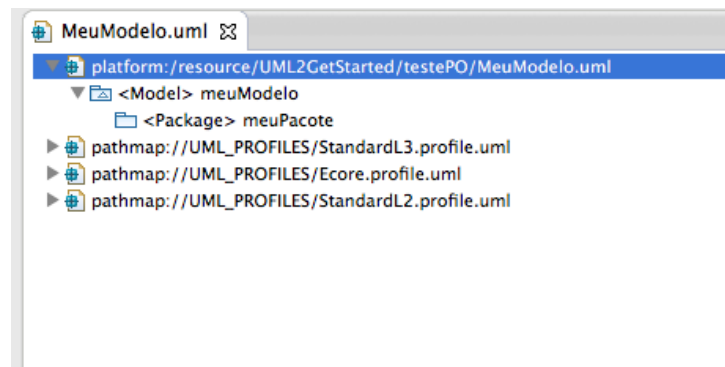 MeuModelo.uml
platform:/resource/UML2GetStarted/testePO/MeuModelo.uml
<Model> meuModelo
<Package> meuPacote
pathmap://UML_PROFILES/StandardL3.profile.uml
pathmap://UML_PROFILES/Ecore.profile.uml
pathmap://UML_PROFILES/StandardL2.profile.uml